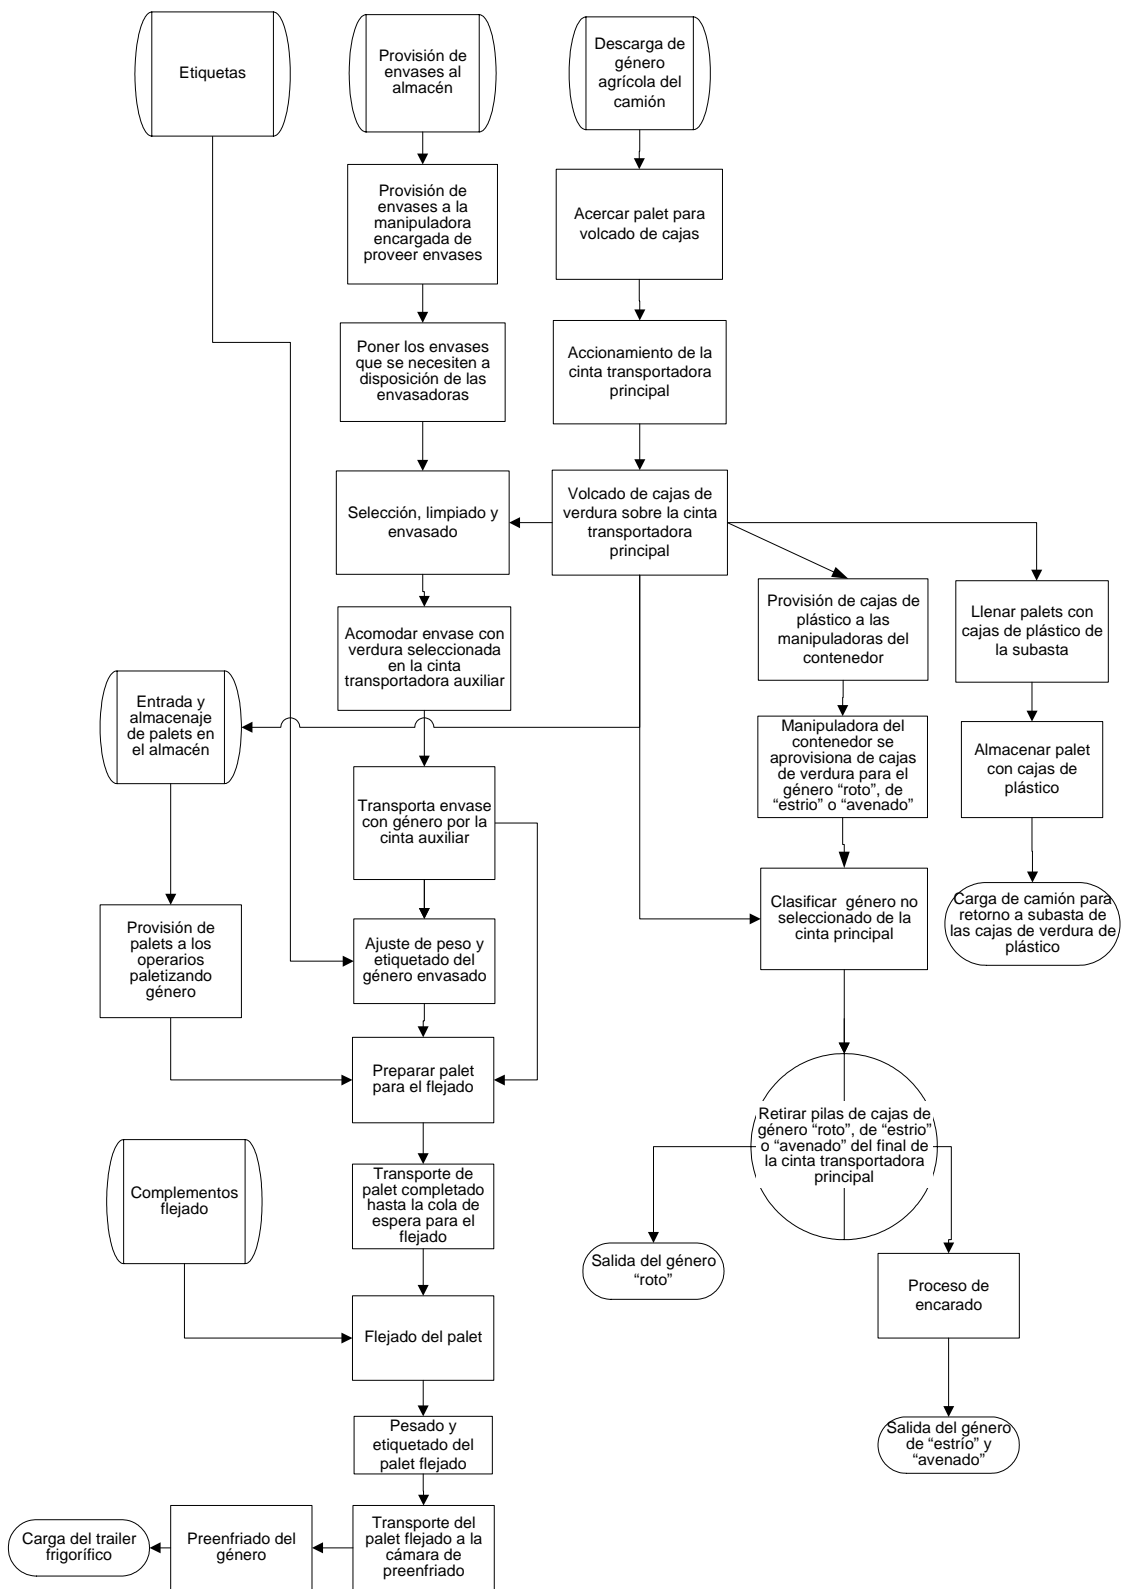 Etiquetas
Provisión de
envases al
almacén
Descarga de
género
agrícola del
camión
Provisión de
envases a la
manipuladora
encargada de
proveer envases
Acercar palet para
volcado de cajas
Poner los envases
que se necesiten a
disposición de las
envasadoras
Accionamiento de la
cinta transportadora
principal
Selección, limpiado y
envasado
Volcado de cajas de
verdura sobre la cinta
transportadora
principal
Acomodar envase con
verdura seleccionada
en la cinta
transportadora auxiliar
Provisión de cajas de
plástico a las
manipuladoras del
contenedor
Llenar palets con
cajas de plástico de
la subasta
Entrada y
almacenaje
de palets en
el almacén
Manipuladora del
contenedor se
aprovisiona de cajas
de verdura para el
género “roto”, de
“estrio” o “avenado”
Almacenar palet
con cajas de
plástico
Transporta envase
con género por la
cinta auxiliar
Clasificar género no
seleccionado de la
cinta principal
Carga de camión para
retorno a subasta de
las cajas de verdura de
plástico
Provisión de
palets a los
operarios
paletizando
género
Ajuste de peso y
etiquetado del
género envasado
Preparar palet
para el flejado
Retirar pilas de cajas de
género “roto”, de “estrio”
o “avenado” del final de
la cinta transportadora
principal
Complementos
flejado
Transporte de
palet completado
hasta la cola de
espera para el
flejado
Salida del género
“roto”
Proceso de
encarado
Flejado del palet
Pesado y
etiquetado del
palet flejado
Salida del género
de “estrío” y
“avenado”
Carga del trailer
frigorífico
Preenfriado del
género
Transporte del
palet flejado a la
cámara de
preenfriado